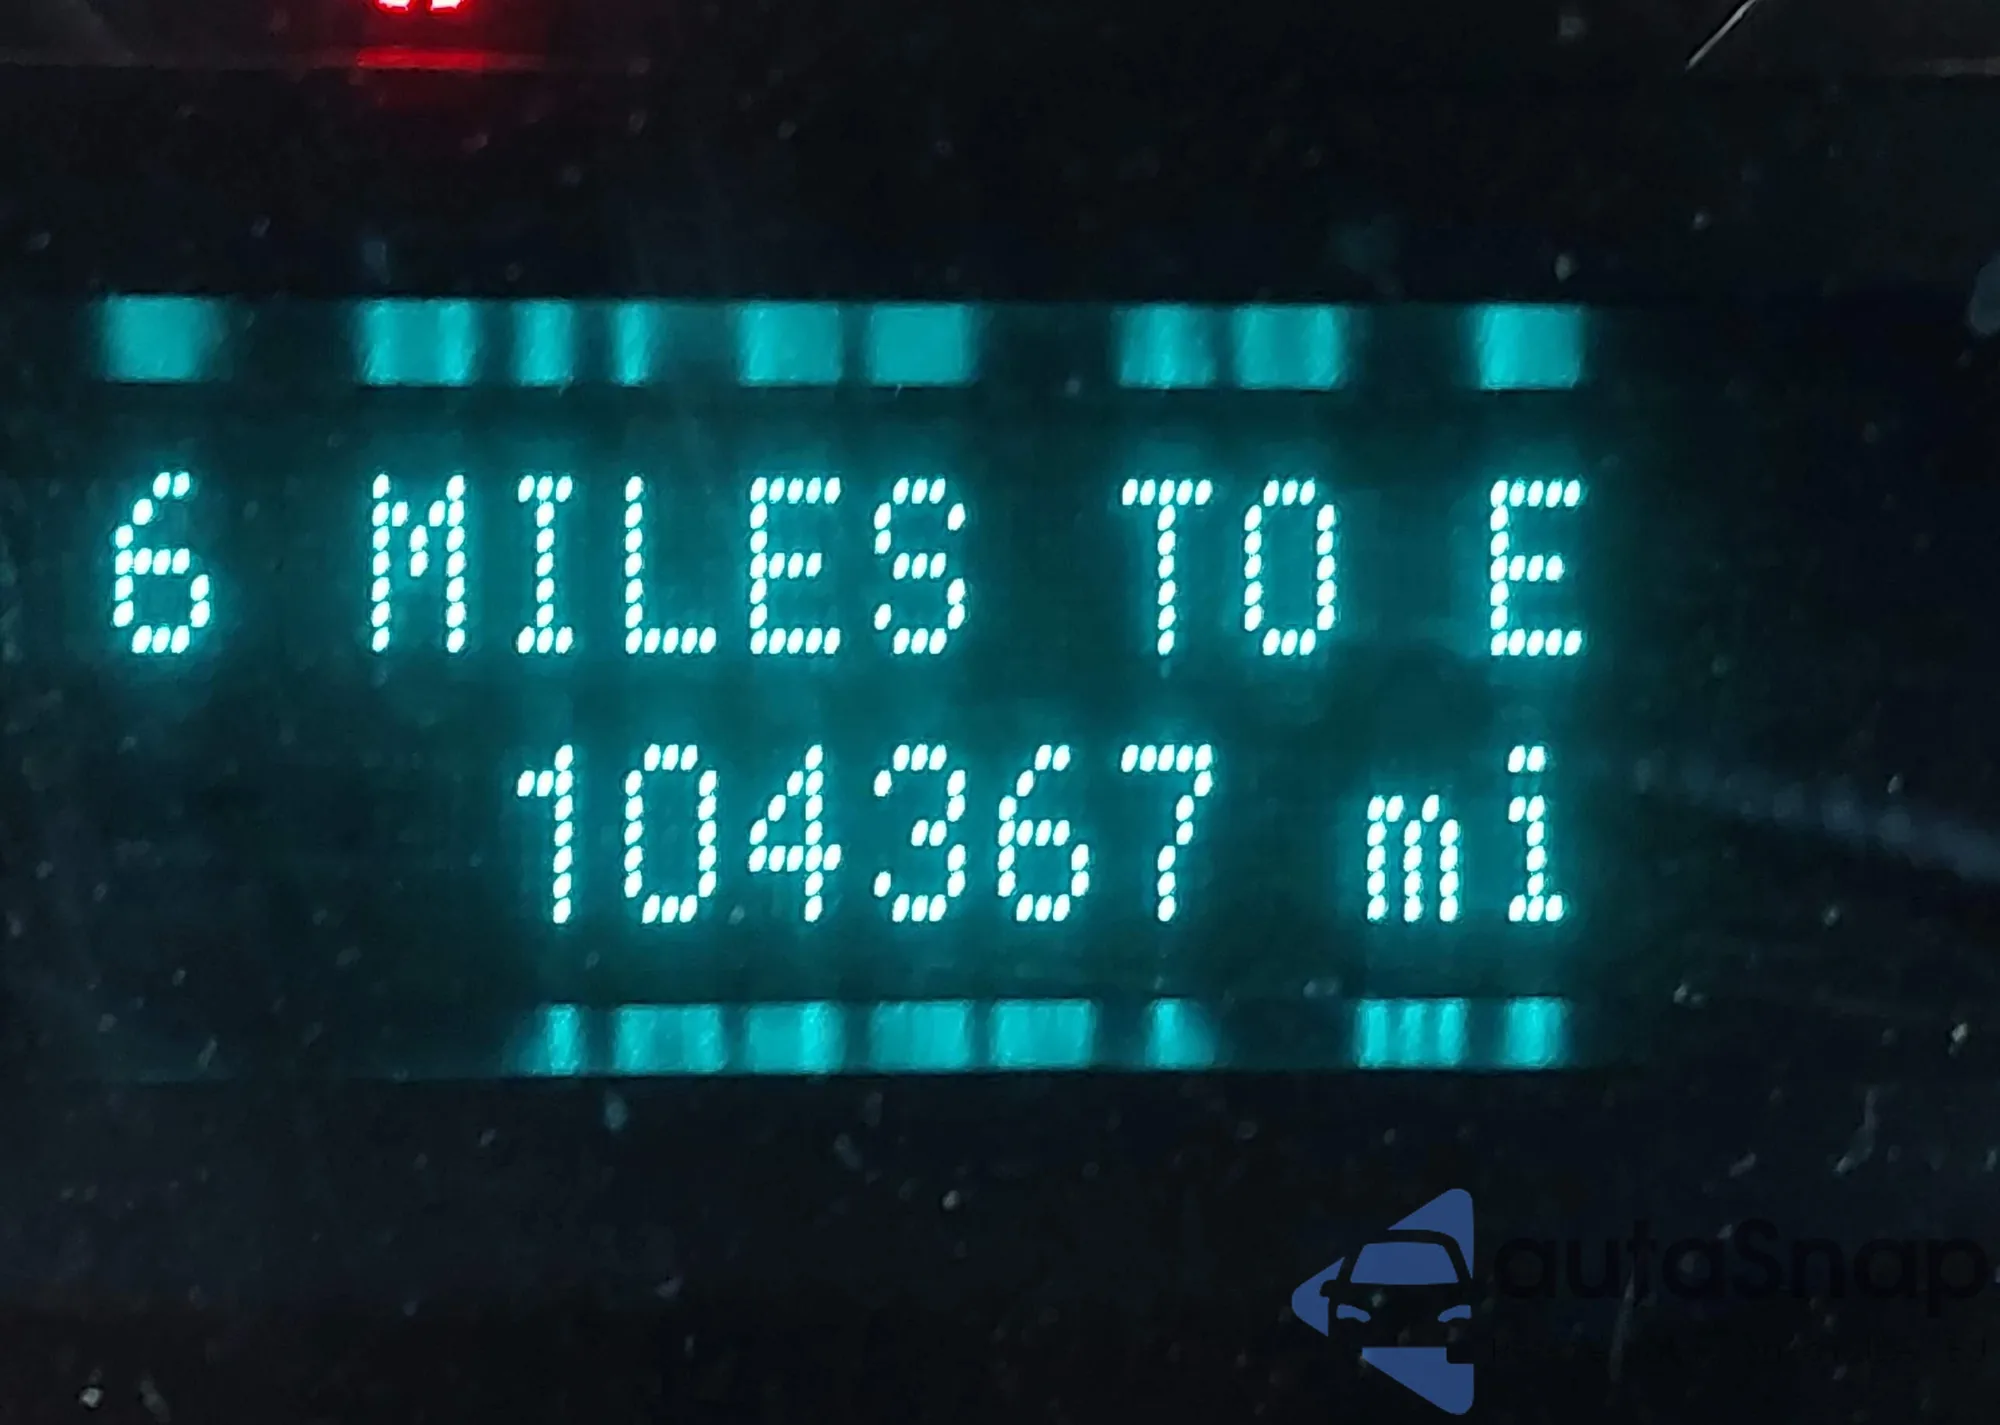 6 MILES TO E
104367 mi
autoSnap